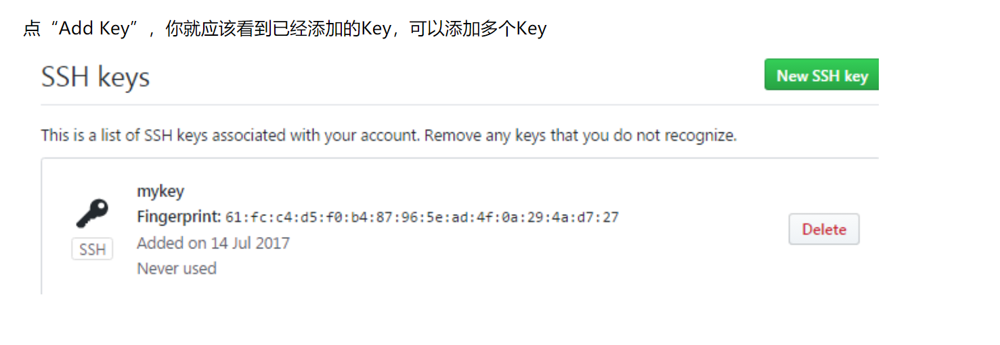 点“Add Key”，你就应该看到已经添加的Key，可以添加多个Key
SSH keys
New SSH key
This is a list of SSH keys associated with your account. Remove any keys that you do not recognize.
mykey
Fingerprint: 61:fc:c4:d5:f0:b4:87:96:5e:ad:4f:0a:29:4a:d7:27
Delete
SSH
Added on 14 Jul 2017
Never used